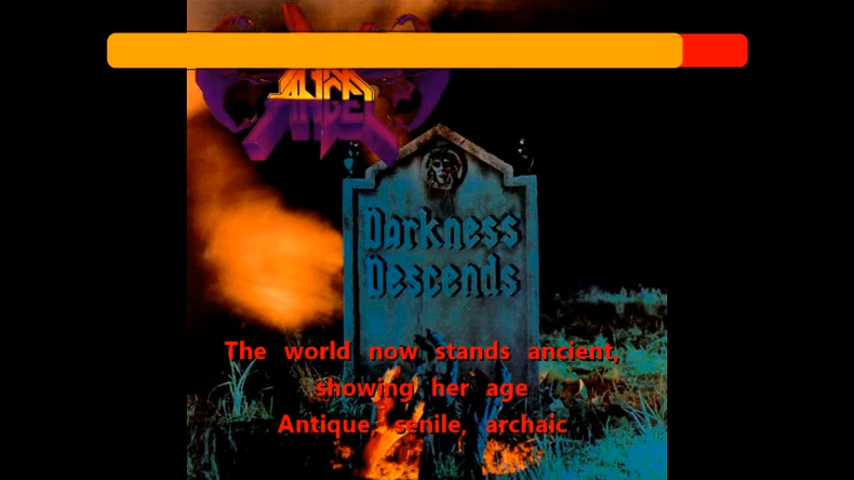 Darkness
Descends
The world now stands ancient,
showing her age
Antique, senile, archaic